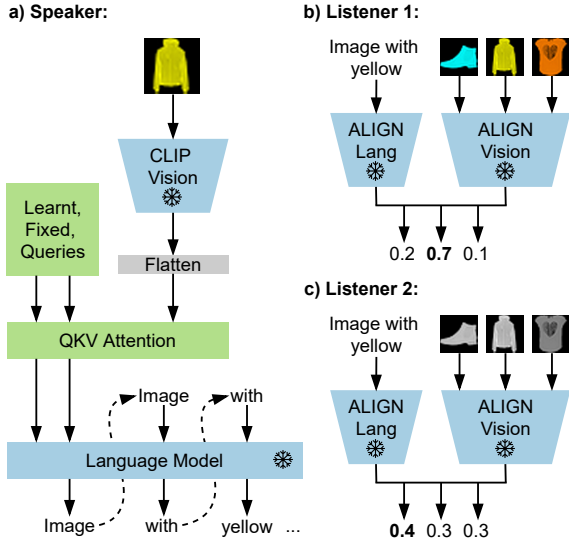 a) Speaker:
CLIP
Vision
Learnt,
Fixed,
Queries
Flatten
QKV Attention
Image
with
Language Model
Image
with
yellow
...
b) Listener 1:
Image with
yellow
ALIGN
Lang
ALIGN
Vision
0.2
0.7
0.1
c) Listener 2:
Image with
yellow
ALIGN
Lang
ALIGN
Vision
0.4
0.3
0.3